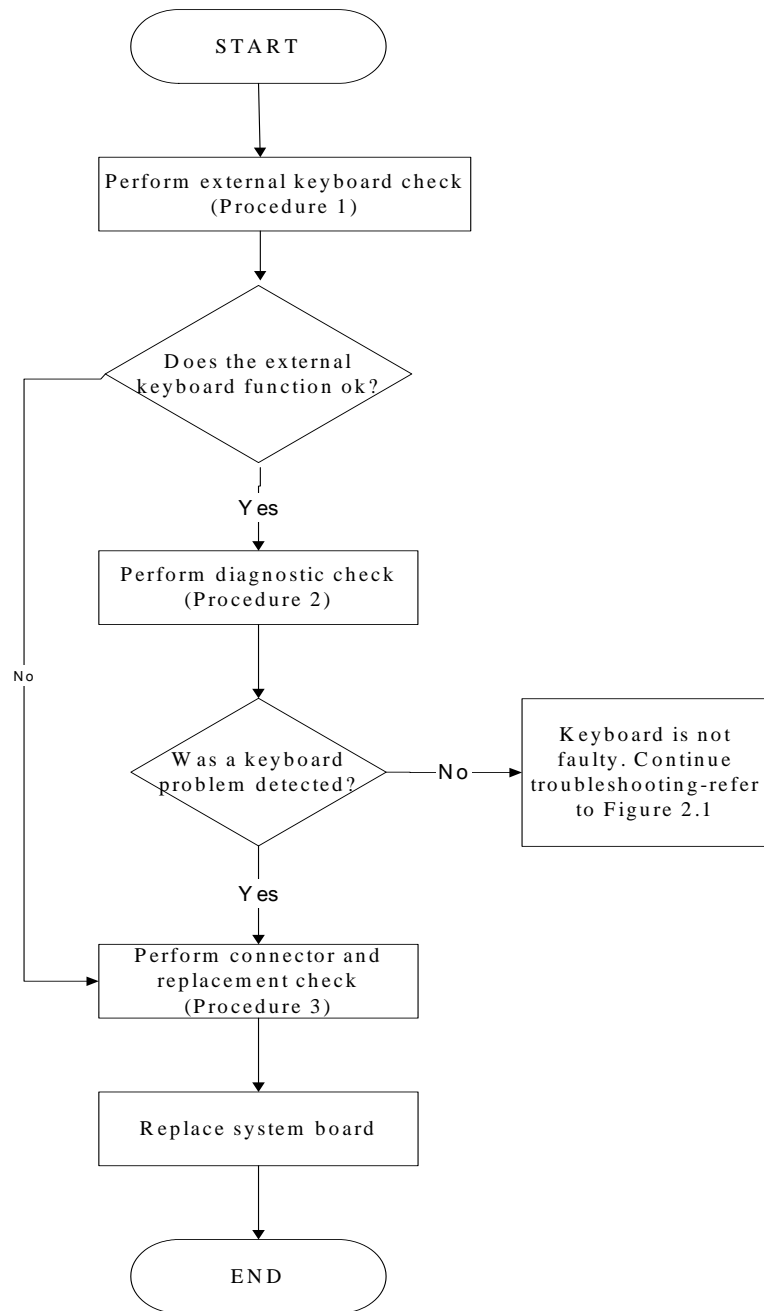 START
Perform external keyboard check
(Procedure 1)
Does the external
keyboard function ok?
Yes
Perform diagnostic check
(Procedure 2)
No
Was a keyboard
problem detected?
No
Keyboard is not
faulty. Continue
troubleshooting-refer
to Figure 2.1
Yes
Perform connector and
replacement check
(Procedure 3)
Replace system board
END